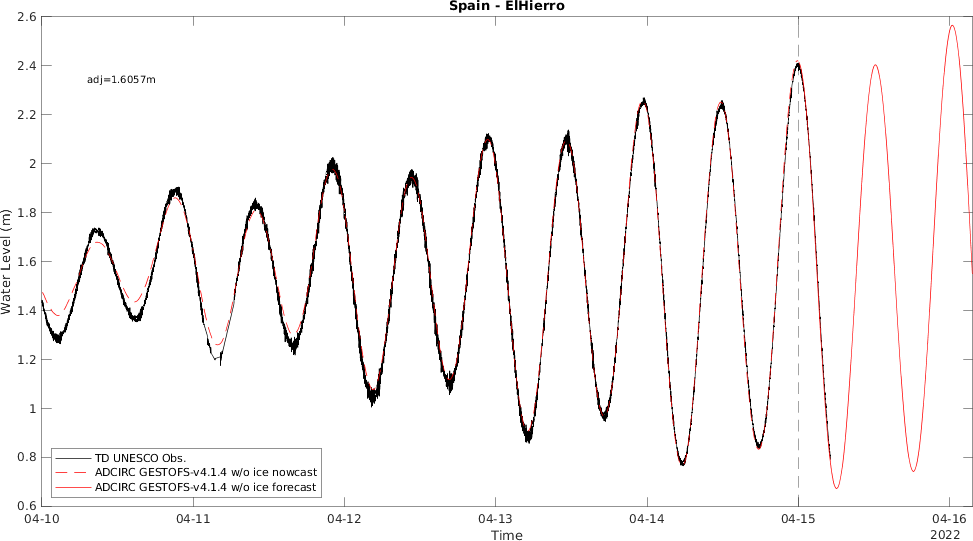 Spain - ElHierro
2.6
2.4
2.2
2
1.8
1.6
1.4
1.2
1
0.8
0.6
Water Level (m)
adj=1.6057m
TD UNESCO Obs.
ADCIRC GESTOFS-v4.1.4 w/o ice nowcast
ADCIRC GESTOFS-v4.1.4 w/o ice forecast
04-10 04-11 04-12 04-13 04-14 04-15 04-16
Time
2022